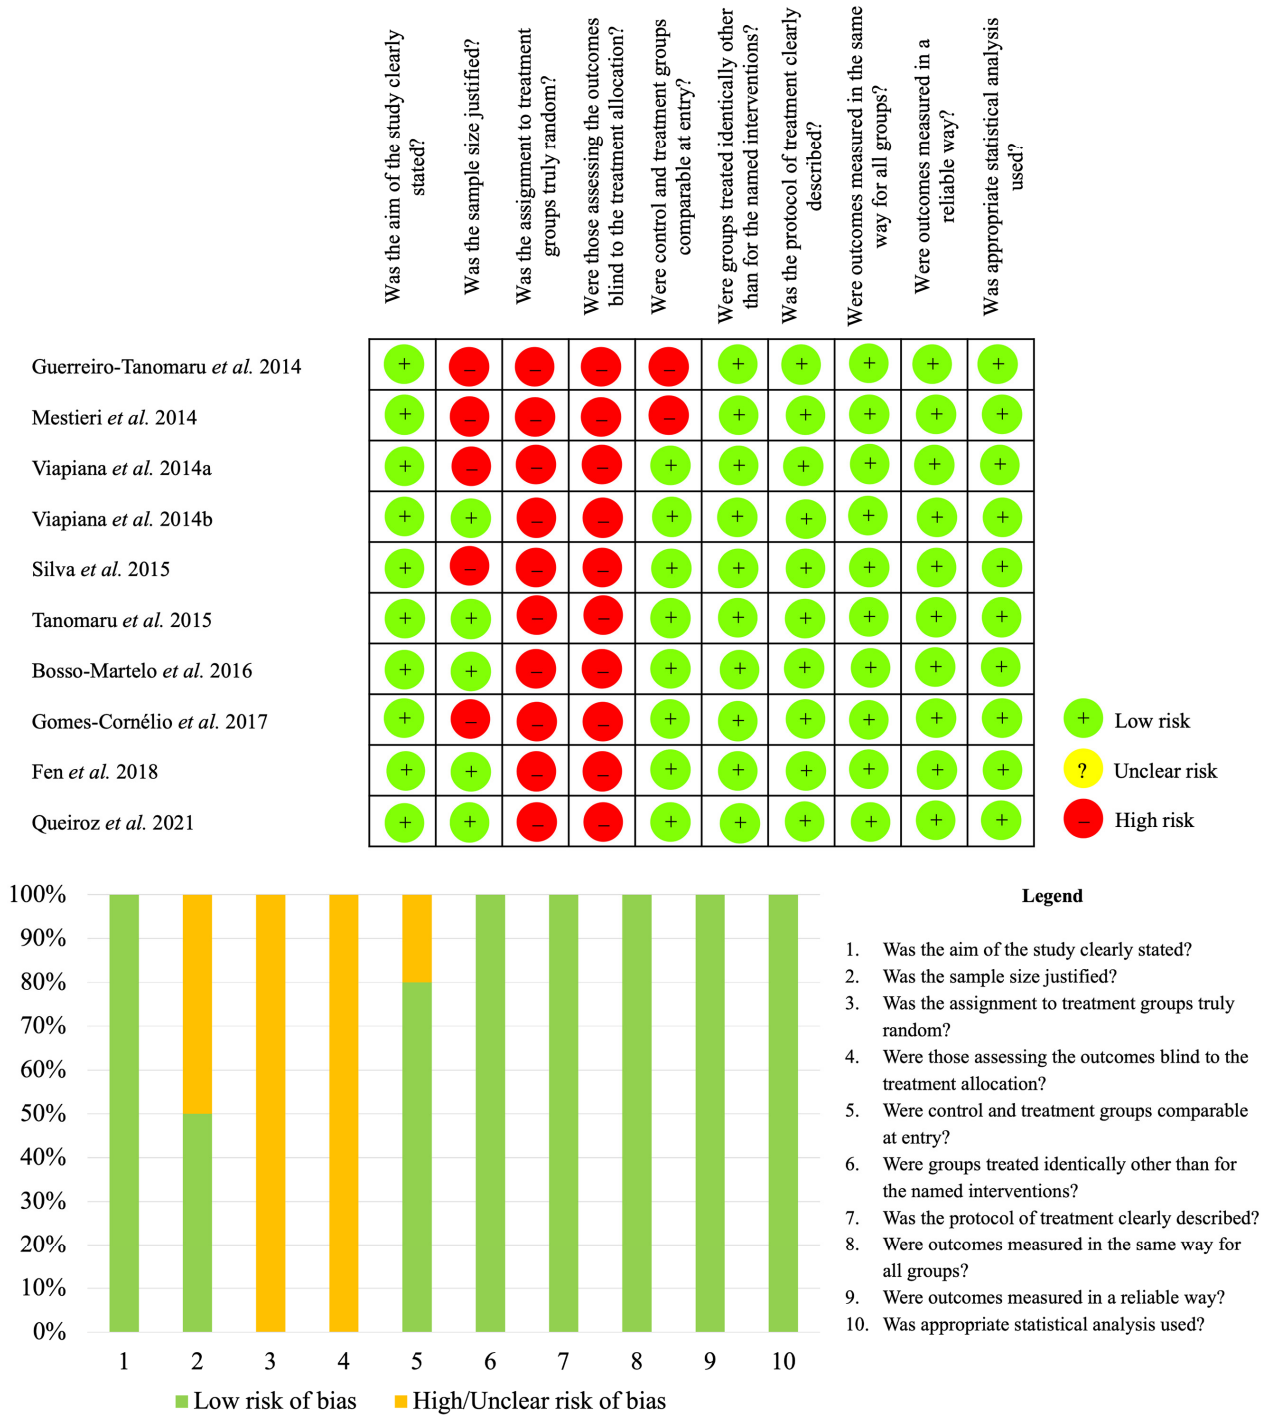 Was the aim of the study clearly
stated?
Was the sample size justified?
Was the assignment to treatment
groups truly random?
Were those assessing the outcomes
blind to the treatment allocation?
Were control and treatment groups
comparable at entry?
Were groups treated identically other
than for the named interventions?
Was the protocol of treatment clearly
described?
Were outcomes measured in the same
way for all groups?
Were outcomes measured in a
reliable way?
Was appropriate statistical analysis
used?
Guerreiro-Tanomaru et al. 2014 + – – – – + + + + +
Mestieri et al. 2014 + – – – – + + + + +
Viapiana et al. 2014a + – – – + + + + + +
Viapiana et al. 2014b + + – – + + + + + +
Silva et al. 2015 + – – – + + + + + +
Tanomaru et al. 2015 + + – – + + + + + +
Bosso-Martelo et al. 2016 + + – – + + + + + +
Gomes-Cornélio et al. 2017 + – – – + + + + + +
Fen et al. 2018 + + – – + + + + + +
Queiroz et al. 2021 + + – – + + + + + +
+ Low risk
? Unclear risk
– High risk
100%
90%
80%
70%
60%
50%
40%
30%
20%
10%
0%
1 2 3 4 5 6 7 8 9 10
Low risk of bias High/Unclear risk of bias
Legend
1. Was the aim of the study clearly stated?
2. Was the sample size justified?
3. Was the assignment to treatment groups truly
random?
4. Were those assessing the outcomes blind to the
treatment allocation?
5. Were control and treatment groups comparable
at entry?
6. Were groups treated identically other than for
the named interventions?
7. Was the protocol of treatment clearly described?
8. Were outcomes measured in the same way for
all groups?
9. Were outcomes measured in a reliable way?
10. Was appropriate statistical analysis used?